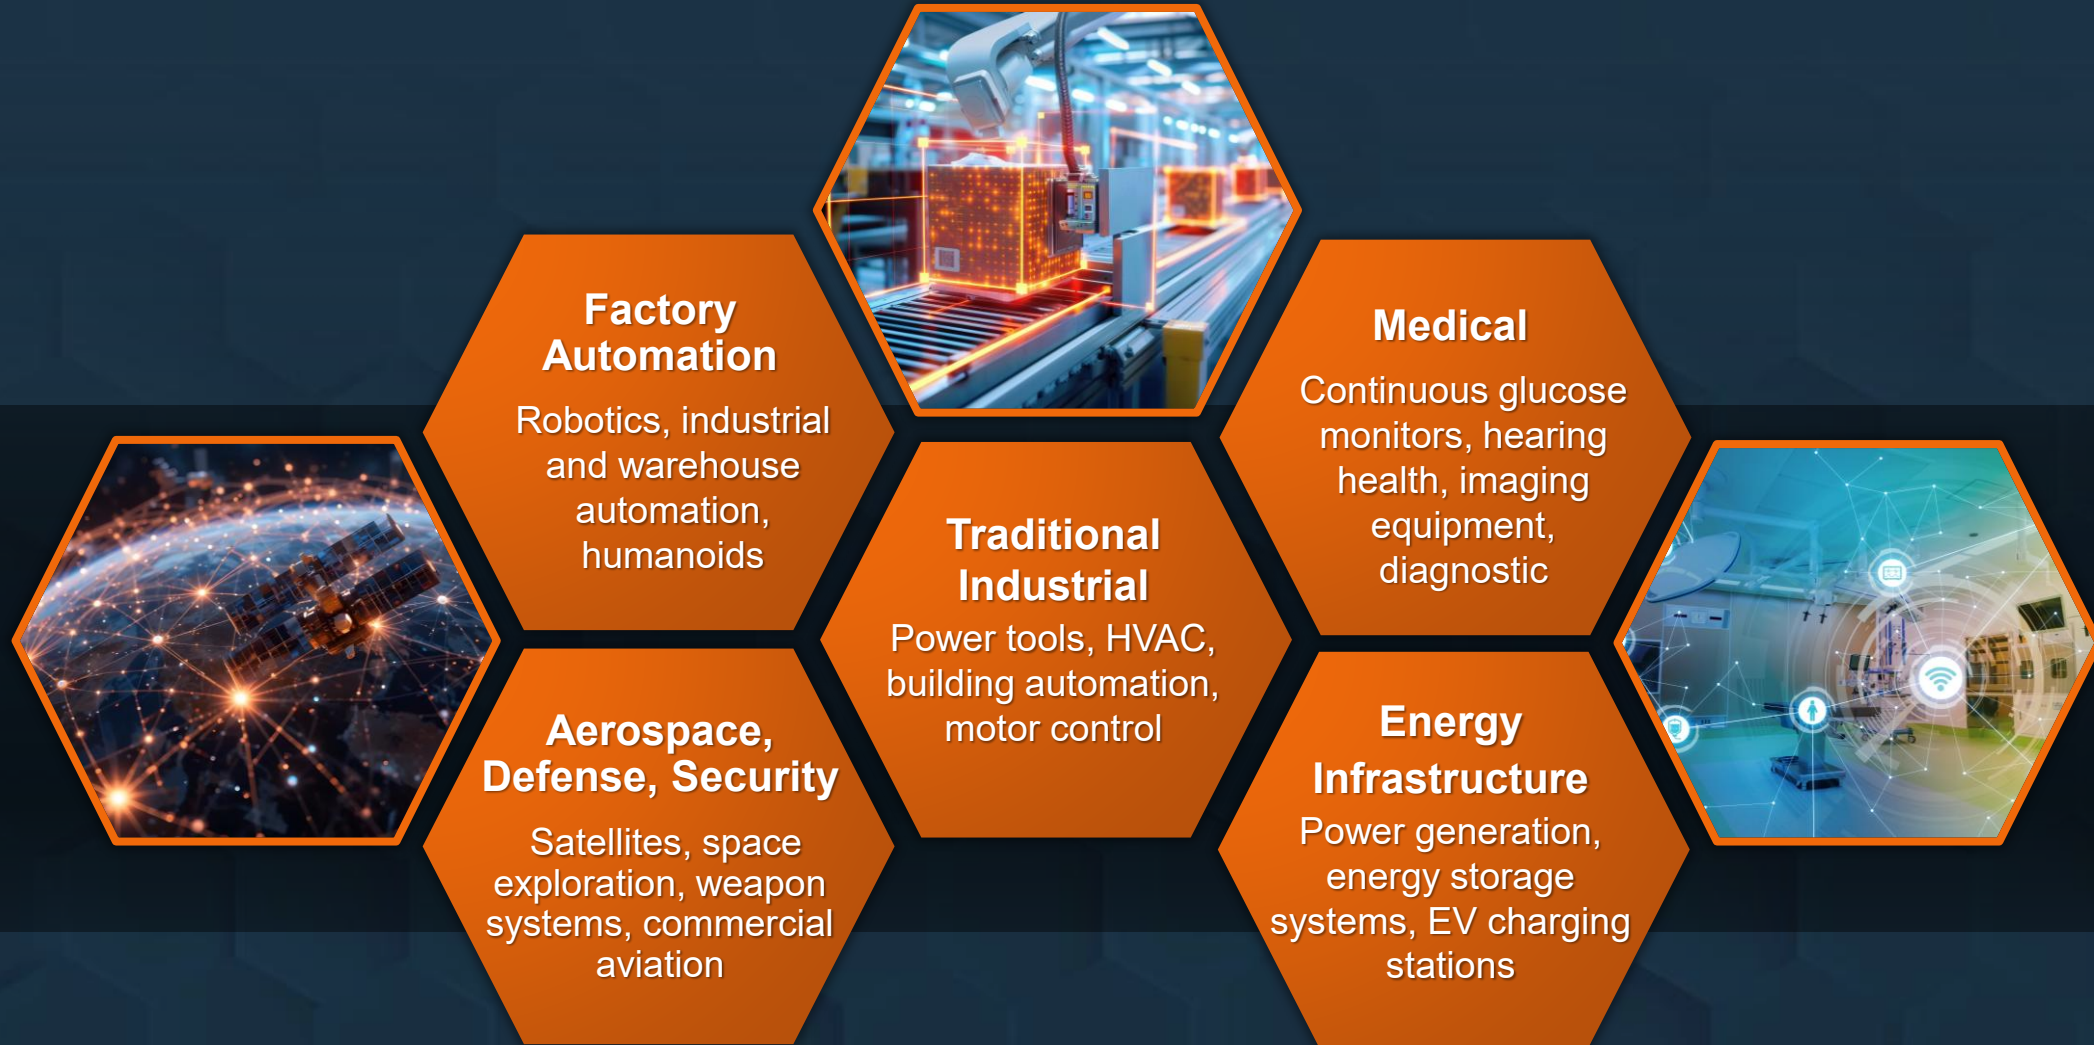 Factory
Automation
Robotics, industrial
and warehouse
automation,
humanoids
Medical
Continuous glucose
monitors, hearing
health, imaging
equipment,
diagnostic
Traditional
Industrial
Power tools, HVAC,
building automation,
motor control
Aerospace,
Defense, Security
Satellites, space
exploration, weapon
systems, commercial
aviation
Energy
Infrastructure
Power generation,
energy storage
systems, EV charging
stations